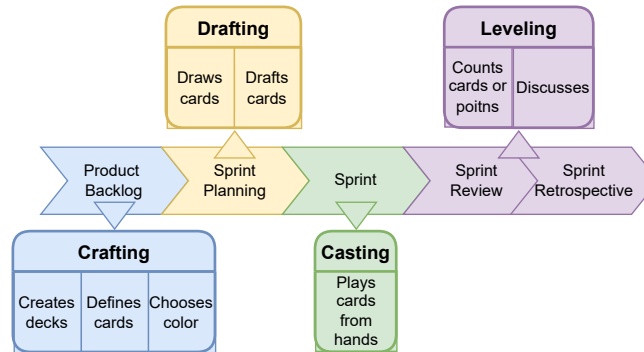 Drafting
Draws
cards
Drafts
cards
Leveling
Counts
cards or
poitns
Discusses
Product
Backlog
Sprint
Planning
Sprint
Sprint
Review
Sprint
Retrospective
Crafting
Creates
decks
Defines
cards
Chooses
color
Casting
Plays
cards
from
hands